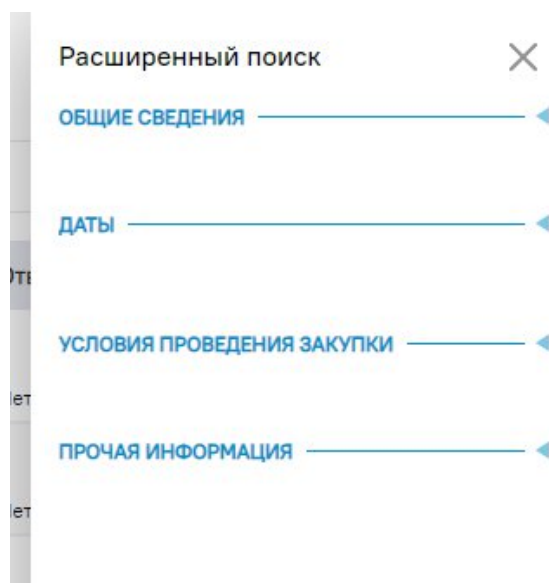 Расширенный поиск
ОБЩИЕ СВЕДЕНИЯ
ДАТЫ
УСЛОВИЯ ПРОВЕДЕНИЯ ЗАКУПКИ
ПРОЧАЯ ИНФОРМАЦИЯ